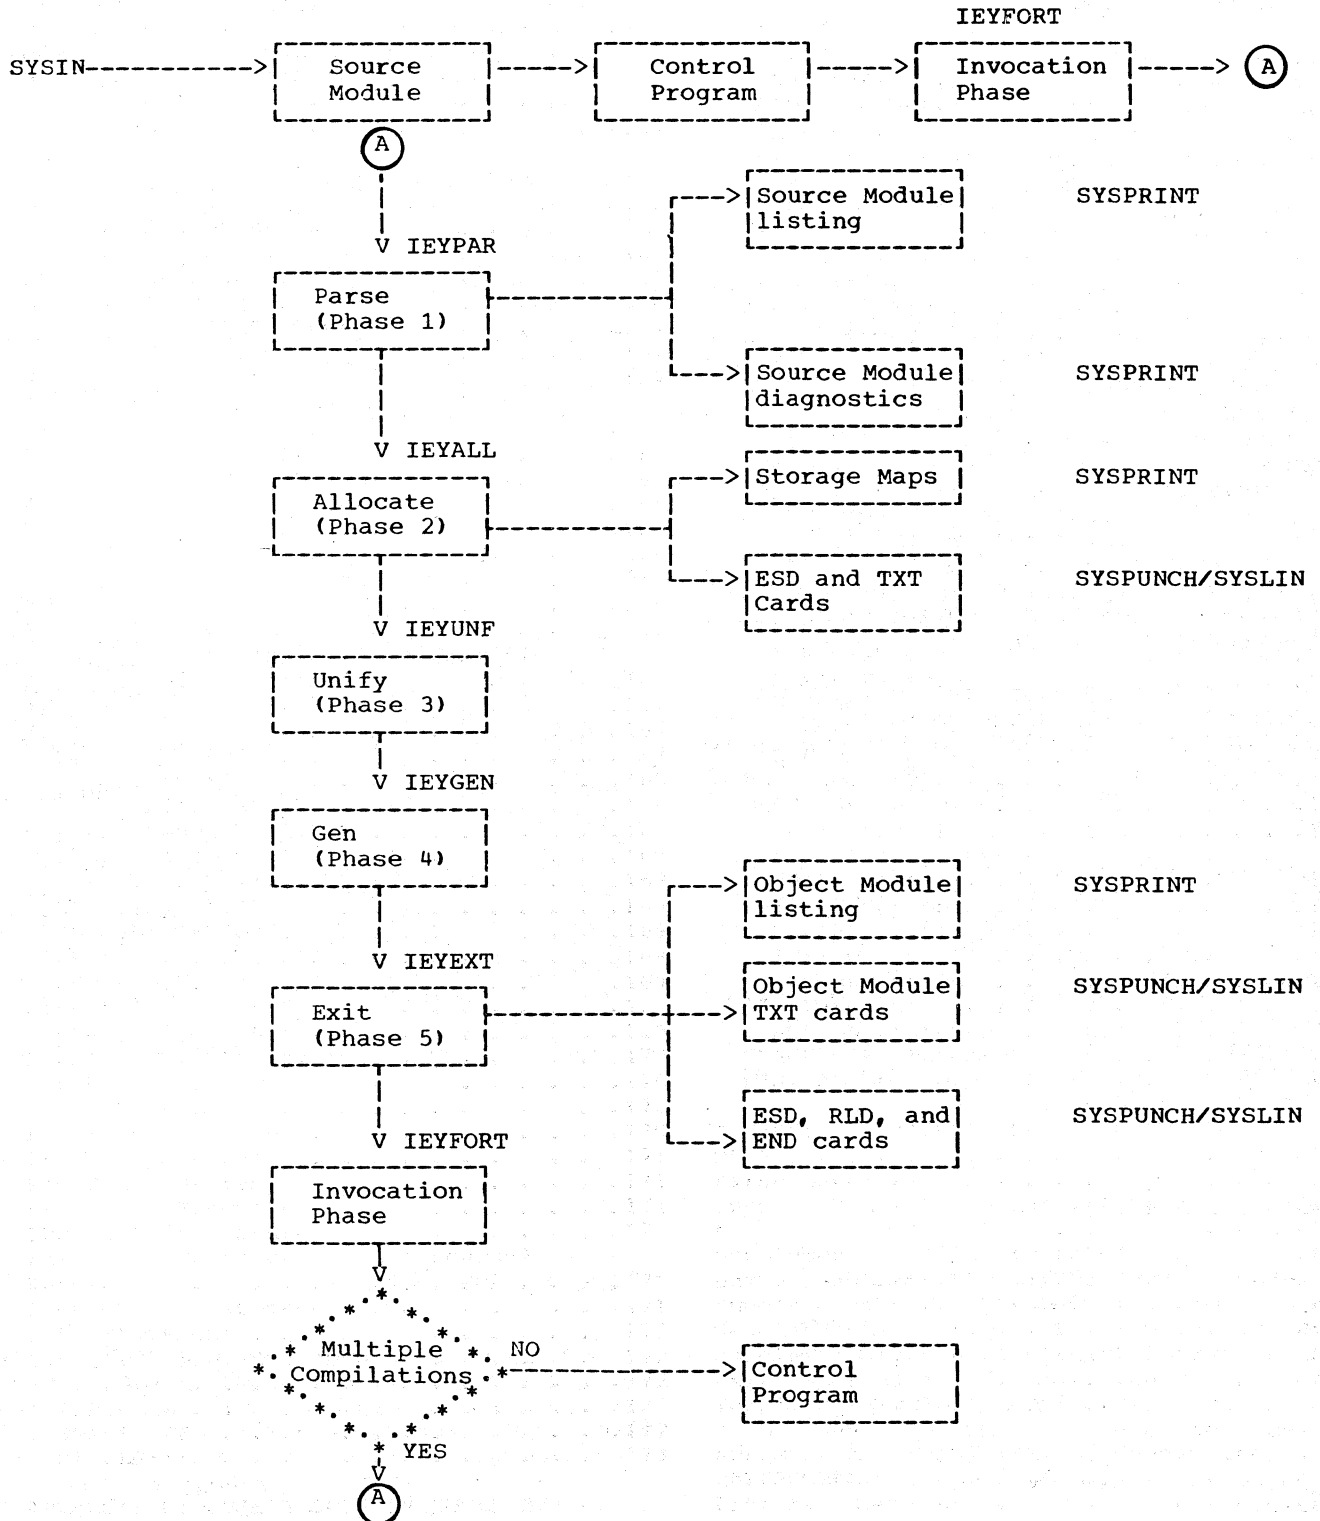 IEYFORT
SYSIN
Source
Module
Control
Program
Invocation
Phase
A
A
IEYPAR
Parse
(Phase 1)
Source Module
listing
SYSPRINT
Source Module
diagnostics
SYSPRINT
IEYALL
Allocate
(Phase 2)
Storage Maps
SYSPRINT
ESD and TXT
Cards
SYSPUNCH/SYSLIN
IEYUNF
Unify
(Phase 3)
IEYGEN
Gen
(Phase 4)
Object Module
listing
SYSPRINT
IEYEXT
Exit
(Phase 5)
Object Module
TXT cards
SYSPUNCH/SYSLIN
ESD, RLD, and
END cards
SYSPUNCH/SYSLIN
IEYFORT
Invocation
Phase
Multiple
Compilations
NO
Control
Program
YES
A